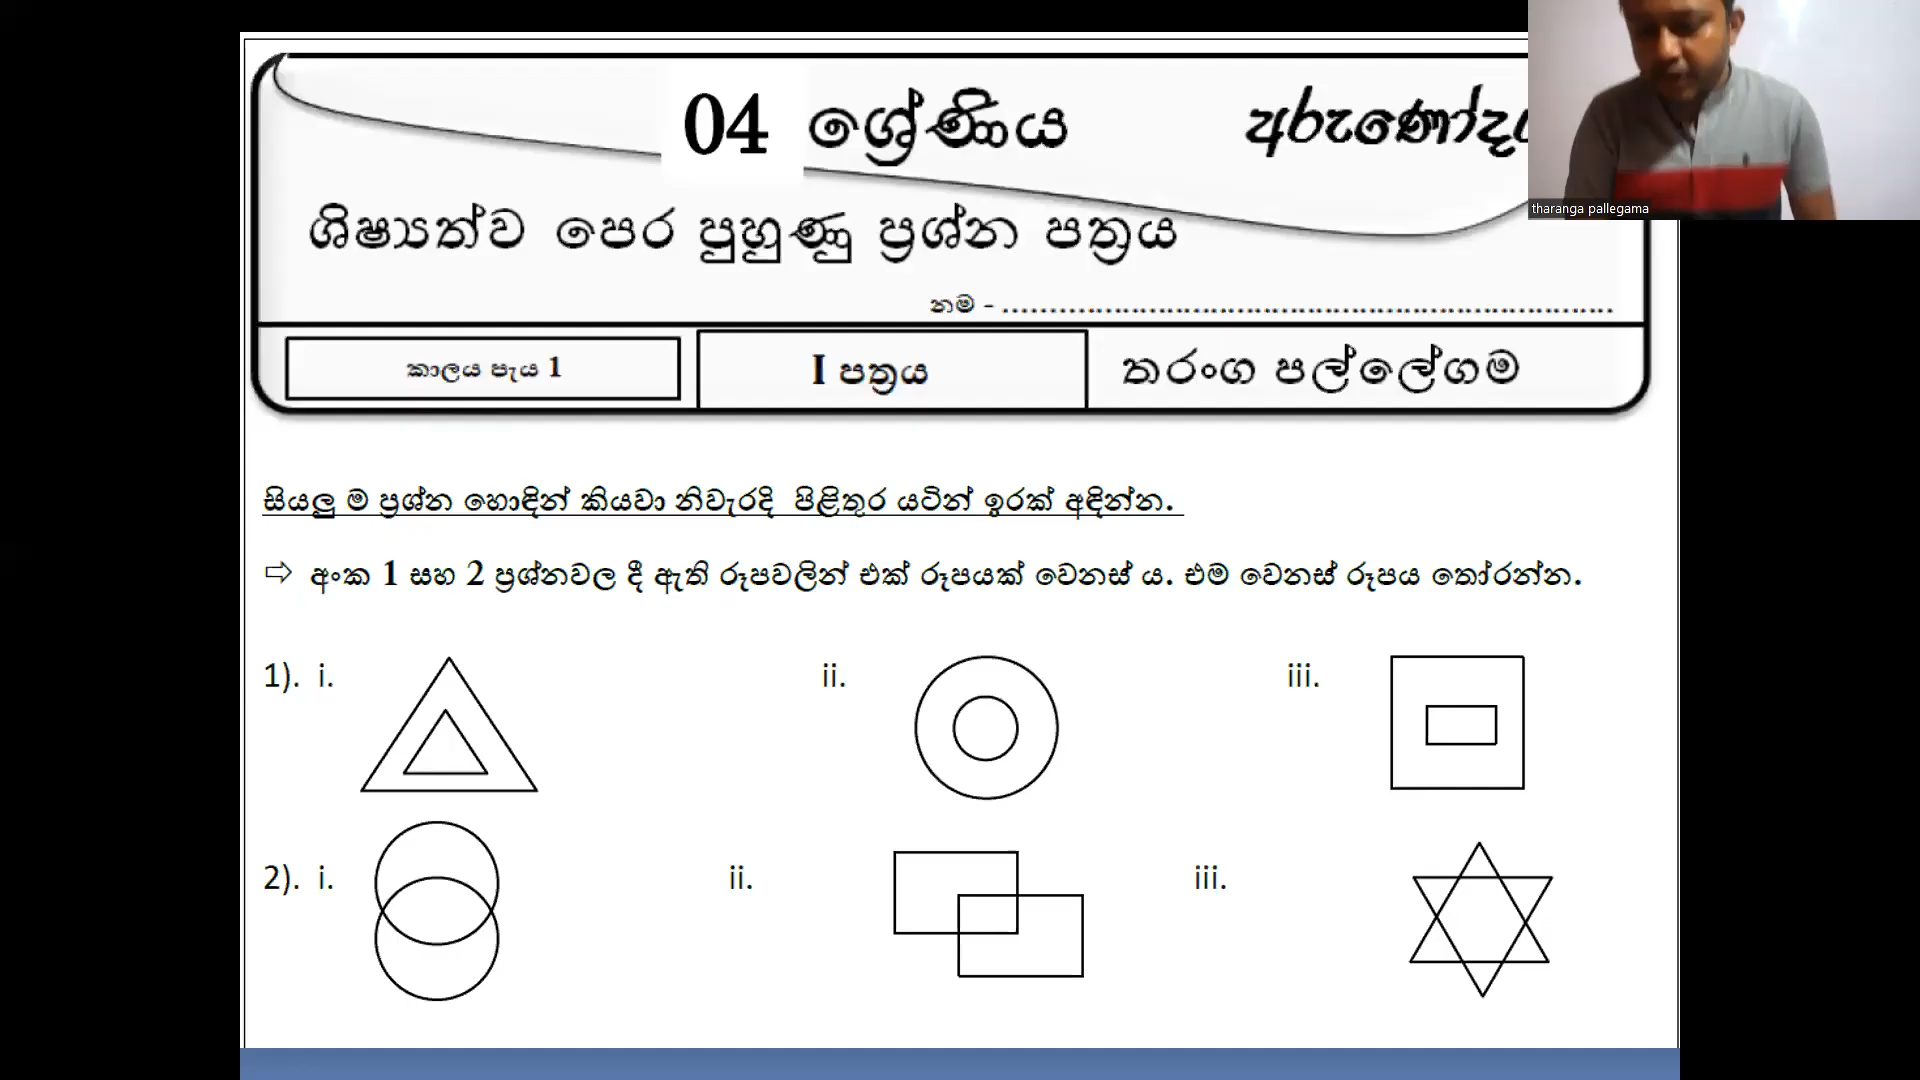 04 ශ්‍රේණිය
ශිෂ්‍යත්ව පෙර පුහුණු ප්‍රශ්න පත්‍රය
නම - ..................................................................
කාලය පැය 1
I පත්‍රය
තරංග පල්ලේගම
tharanga pallegama
සියලු ම ප්‍රශ්න හොඳින් කියවා නිවැරදි පිළිතුර යටින් ඉරක් අඳින්න.
⇨ අංක 1 සහ 2 ප්‍රශ්නවල දී ඇති රූපවලින් එක් රූපයක් වෙනස් ය. එම වෙනස් රූපය තෝරන්න.
1). i. ii. iii.
2). i. ii. iii.